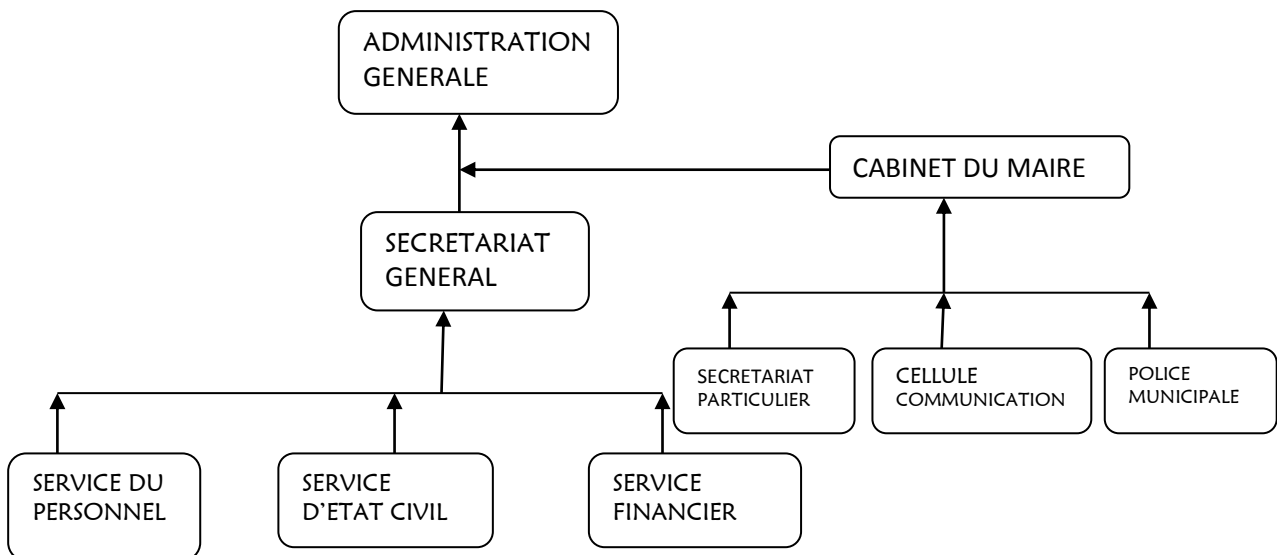 ADMINISTRATION
GENERALE
CABINET DU MAIRE
SECRETARIAT
GENERAL
SECRETARIAT
PARTICULIER
CELLULE
COMMUNICATION
POLICE
MUNICIPALE
SERVICE DU
PERSONNEL
SERVICE
D’ETAT CIVIL
SERVICE
FINANCIER